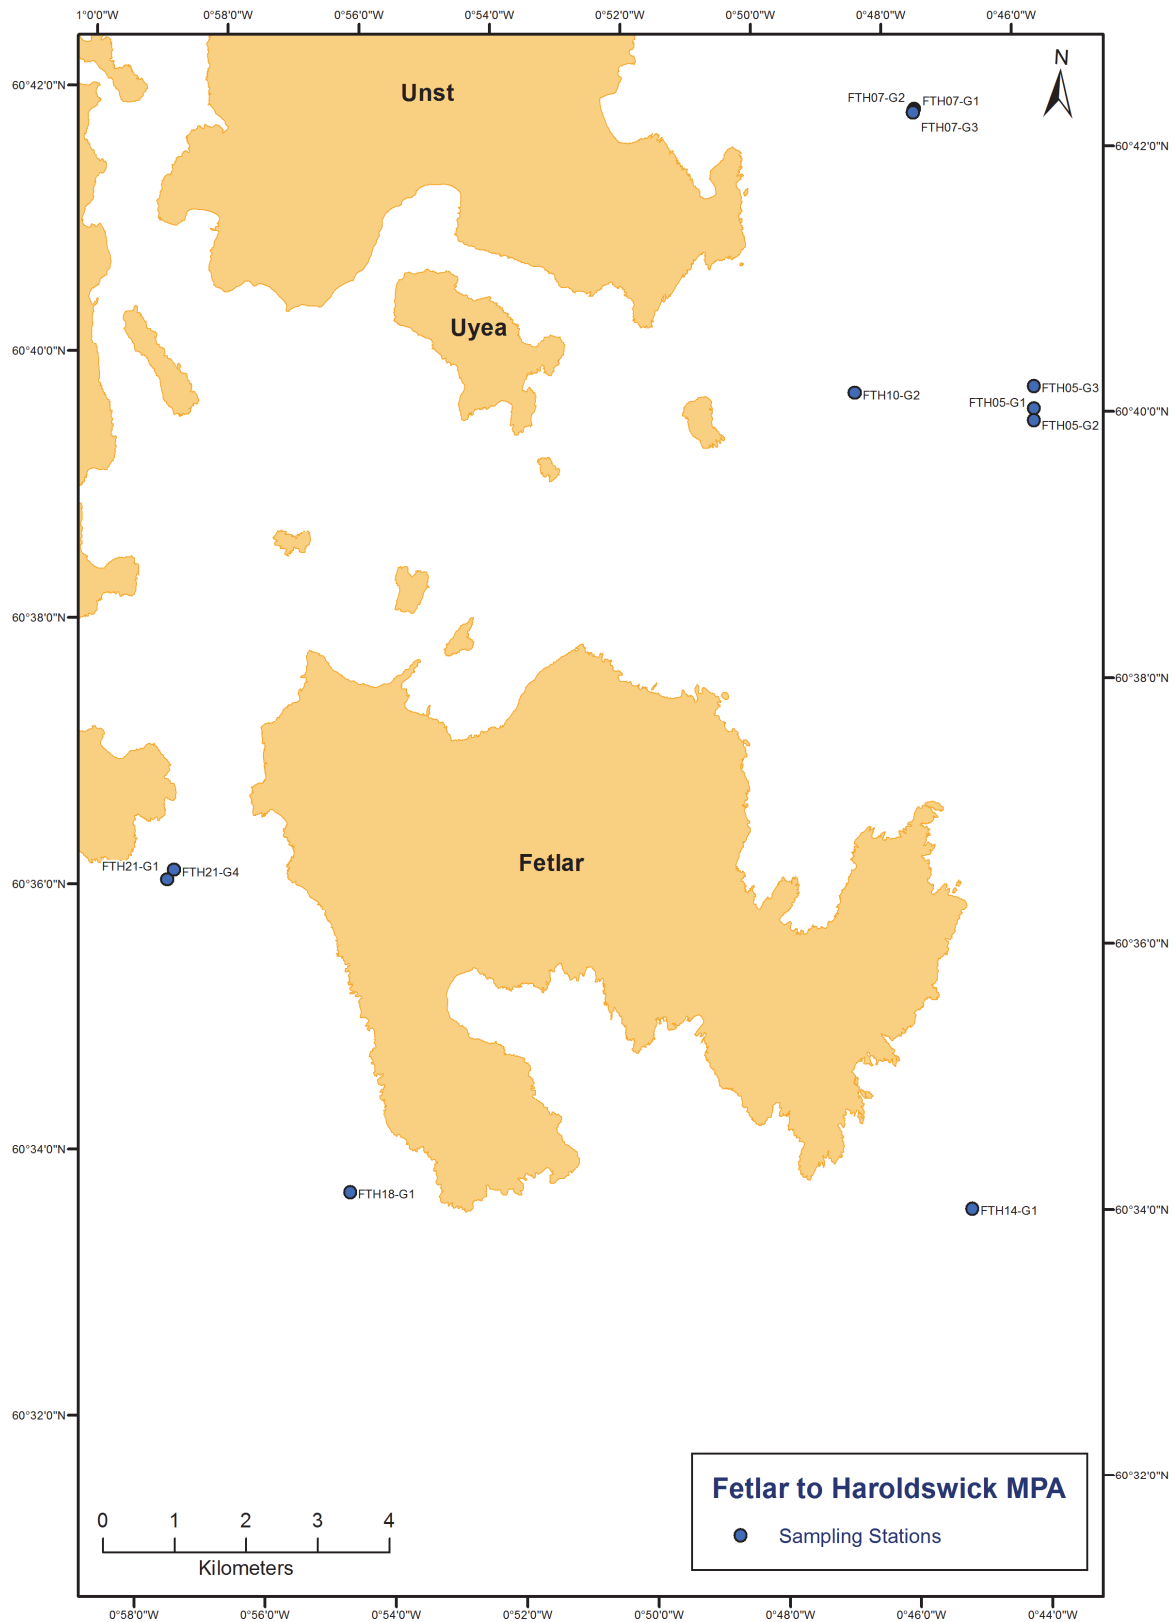 1°0'0"W 0°58'0"W 0°56'0"W 0°54'0"W 0°52'0"W 0°50'0"W 0°48'0"W 0°46'0"W
N
60°42'0"N
Unst
FTH07-G2 FTH07-G1
FTH07-G3
60°42'0"N
Uyea
60°40'0"N
FTH05-G3
FTH10-G2
FTH05-G1
60°40'0"N
FTH05-G2
60°38'0"N
60°38'0"N
Fetlar
FTH21-G1
FTH21-G4
60°36'0"N
60°36'0"N
60°34'0"N
FTH18-G1
60°34'0"N
FTH14-G1
60°32'0"N
60°32'0"N
Fetlar to Haroldswick MPA
Sampling Stations
0 1 2 3 4
Kilometers
0°58'0"W 0°56'0"W 0°54'0"W 0°52'0"W 0°50'0"W 0°48'0"W 0°46'0"W 0°44'0"W